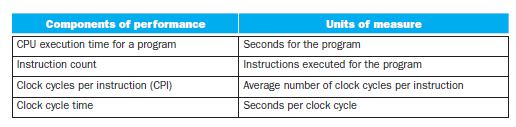 Components of performance Units of measure
CPU execution time for a program Seconds for the program
Instruction count Instructions executed for the program
Clock cycles per instruction (CPI) Average number of clock cycles per instruction
Clock cycle time Seconds per clock cycle